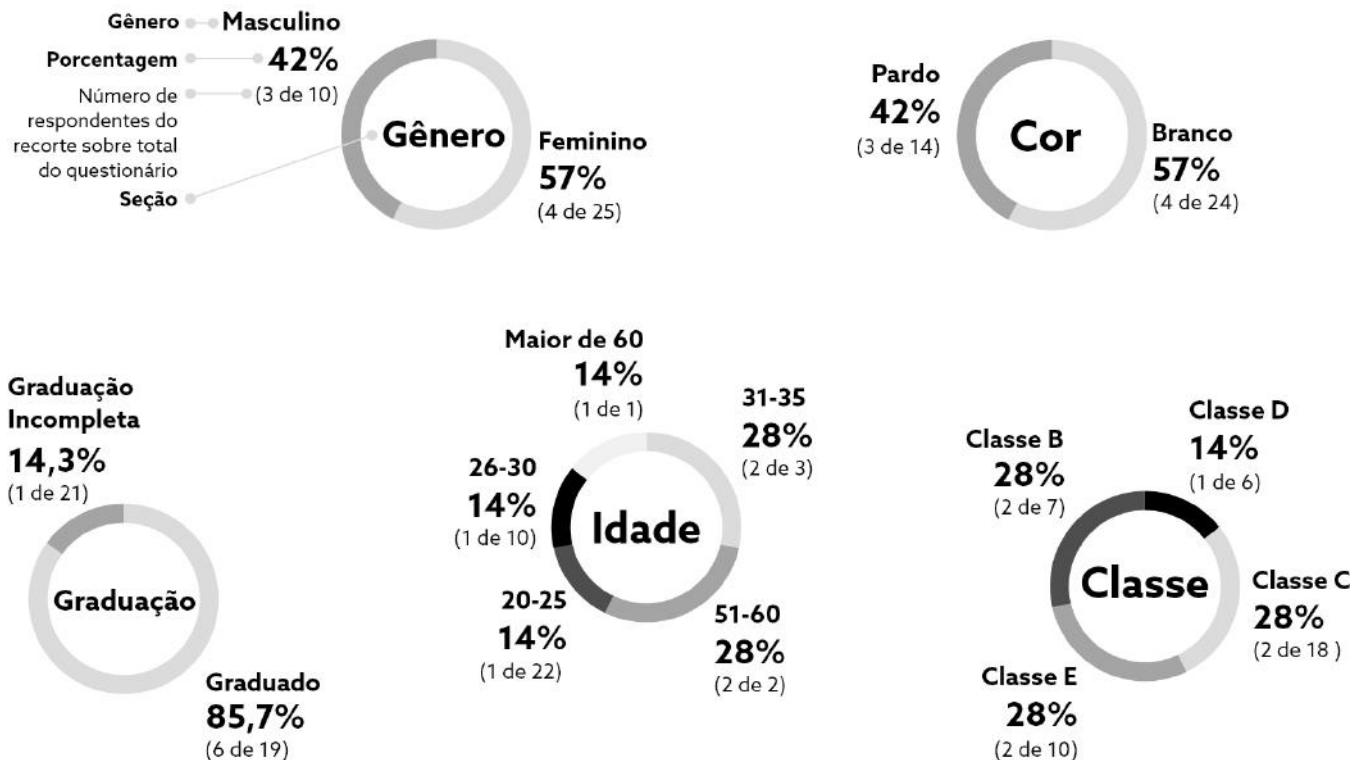 Gênero
Masculino
Porcentagem
42%
Número de
respondentes do
recorte sobre total
do questionário
(3 de 10)
Seção
Gênero
Feminino
57%
(4 de 25)
Pardo
42%
(3 de 14)
Cor
Branco
57%
(4 de 24)
Graduação
Incompleta
14,3%
(1 de 21)
Graduação
Graduado
85,7%
(6 de 19)
Maior de 60
14%
(1 de 1)
31-35
28%
(2 de 3)
26-30
14%
(1 de 10)
Idade
20-25
14%
(1 de 22)
51-60
28%
(2 de 2)
Classe D
14%
(1 de 6)
Classe B
28%
(2 de 7)
Classe
Classe C
28%
(2 de 18 )
Classe E
28%
(2 de 10)